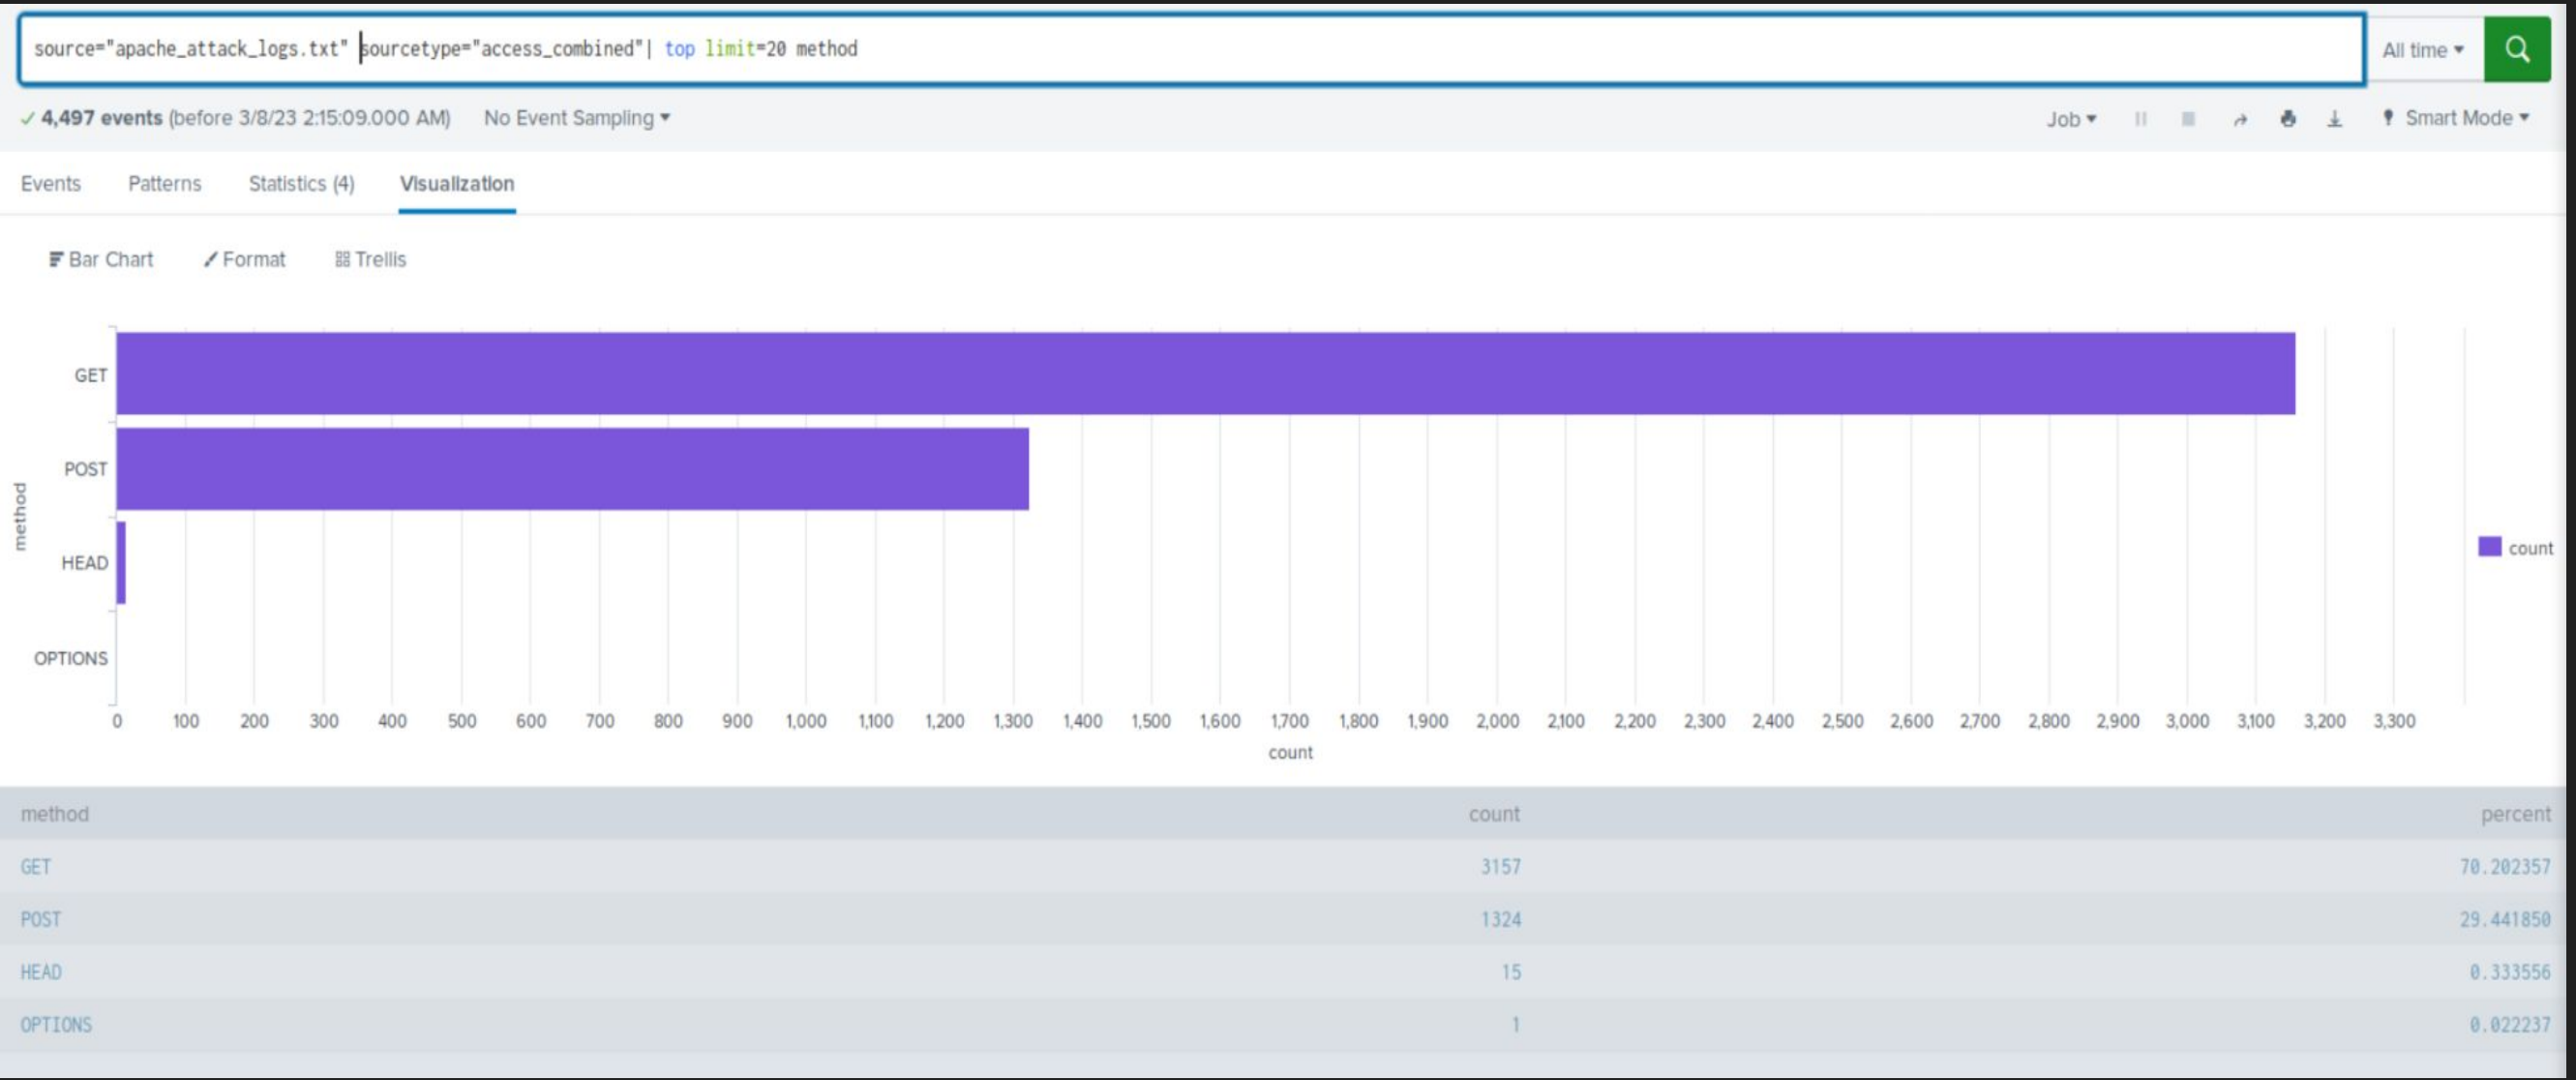 source="apache_attack_logs.txt" sourcetype="access_combined"| top limit=20 method
All time
4,497 events (before 3/8/23 2:15:09.000 AM) No Event Sampling
Job Smart Mode
Events Patterns Statistics (4) Visualization
Bar Chart Format Trellis
GET
POST
HEAD
OPTIONS
method
count
0 100 200 300 400 500 600 700 800 900 1,000 1,100 1,200 1,300 1,400 1,500 1,600 1,700 1,800 1,900 2,000 2,100 2,200 2,300 2,400 2,500 2,600 2,700 2,800 2,900 3,000 3,100 3,200 3,300
count
method count percent
GET 3157 70.202357
POST 1324 29.441850
HEAD 15 0.333556
OPTIONS 1 0.022237